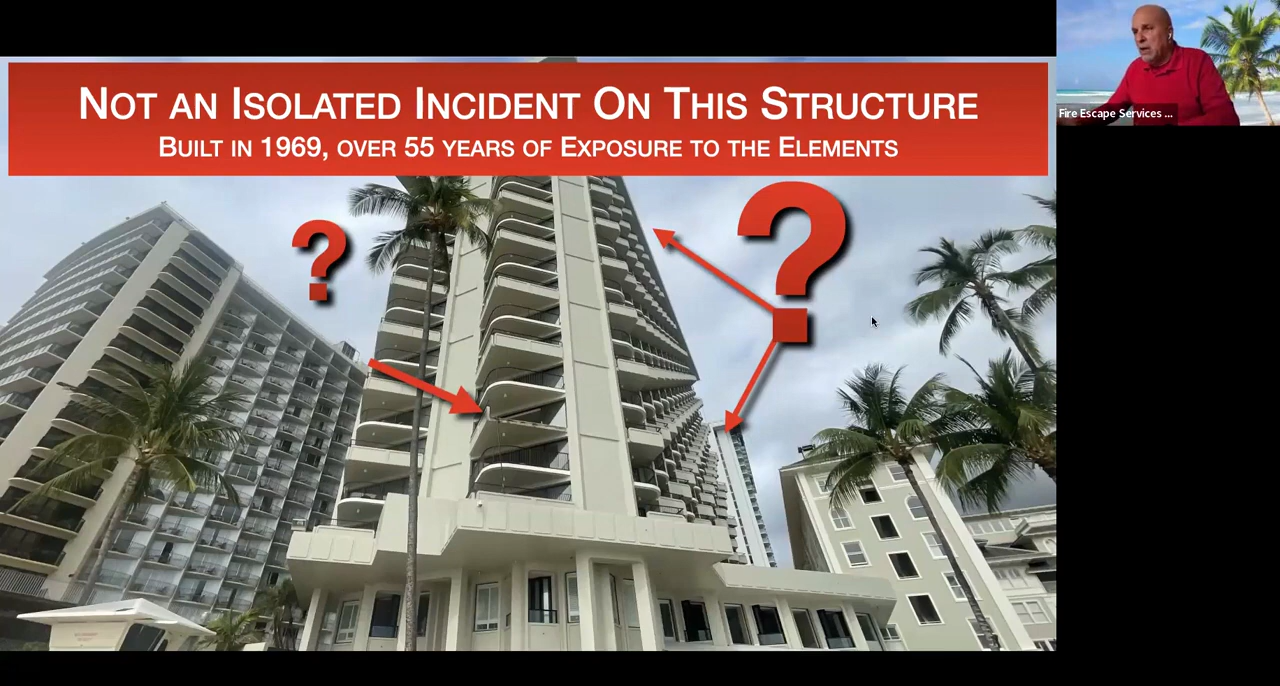 NOT AN ISOLATED INCIDENT ON THIS STRUCTURE
BUILT IN 1969, OVER 55 YEARS OF EXPOSURE TO THE ELEMENTS
?
?
Fire Escape Services ...